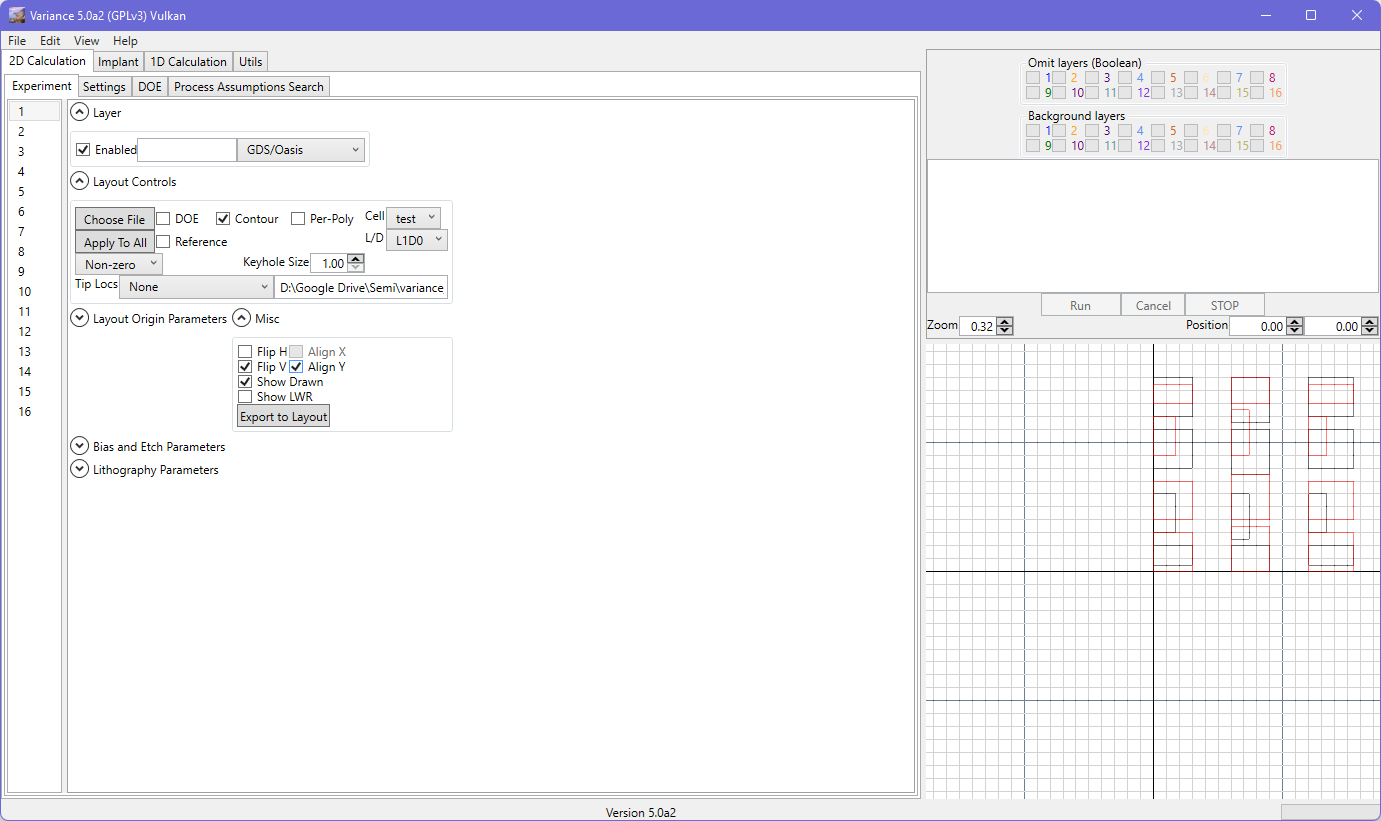 Variance 5.0a2 (GPLv3) Vulkan
File Edit View Help
2D Calculation Implant 1D Calculation Utils
Experiment Settings DOE Process Assumptions Search
1
2
3
4
5
6
7
8
9
10
11
12
13
14
15
16
Layer
Enabled GDS/Oasis
Layout Controls
Choose File DOE Contour Per-Poly Cell test
Apply To All Reference L/D L1D0
Non-zero Keyhole Size 1.00
Tip Locs None D:\Google Drive\Semi\variance
Layout Origin Parameters Misc
Flip H Align X
Flip V Align Y
Show Drawn
Show LWR
Export to Layout
Bias and Etch Parameters
Lithography Parameters
Omit layers (Boolean)
1 2 3 4 5 6 7 8
9 10 11 12 13 14 15 16
Background layers
1 2 3 4 5 6 7 8
9 10 11 12 13 14 15 16
Run Cancel STOP
Zoom 0.32 Position 0.00 0.00
Version 5.0a2